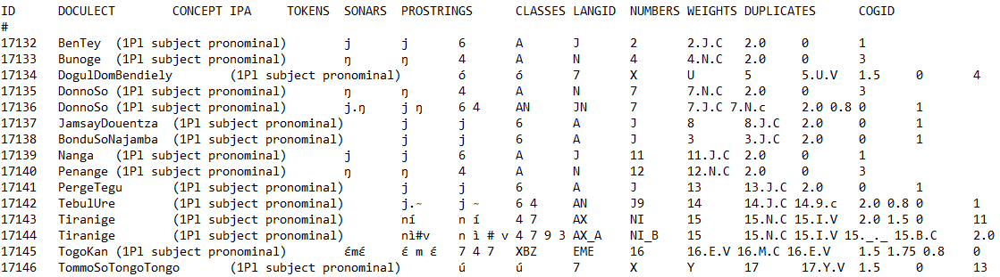 ID DOCULECT CONCEPT IPA TOKENS SONARS PROSTRINGS CLASSES LANGID NUMBERS WEIGHTS DUPLICATES COGID
#
17132 BenTey (1Pl subject pronominal) j j 6 A J 2 2.J.C 2.0 0 1
17133 Bunoge (1Pl subject pronominal) ŋ ŋ 4 A N 4 4.N.C 2.0 0 3
17134 DogulDomBendiely (1Pl subject pronominal) ó ó 7 X U 5 5.U.V 1.5 0 4
17135 DonnoSo (1Pl subject pronominal) ŋ ŋ 4 A N 7 7.N.C 2.0 0 3
17136 DonnoSo (1Pl subject pronominal) j.ŋ j ŋ 6 4 AN JN 7 7.J.C 7.N.c 2.0 0.8 0 1
17137 JamsayDouentza (1Pl subject pronominal) j j 6 A J 8 8.J.C 2.0 0 1
17138 BonduSoNajamba (1Pl subject pronominal) j j 6 A J 3 3.J.C 2.0 0 1
17139 Nanga (1Pl subject pronominal) j j 6 A J 11 11.J.C 2.0 0 1
17140 Penange (1Pl subject pronominal) ŋ ŋ 4 A N 12 12.N.C 2.0 0 3
17141 PergeTegu (1Pl subject pronominal) j j 6 A J 13 13.J.C 2.0 0 1
17142 TebulUre (1Pl subject pronominal) j.~ j ~ 6 4 AN J9 14 14.J.C 14.9.c 2.0 0.8 0 1
17143 Tiranige (1Pl subject pronominal) ní n í 4 7 AX NI 15 15.N.C 15.I.V 2.0 1.5 0 11
17144 Tiranige (1Pl subject pronominal) nì#v n ì # v 4 7 9 3 AX_A NI_B 15 15.N.C 15.I.V 15._._ 15.B.C 2.0
17145 TogoKan (1Pl subject pronominal) ɛ́mɛ́ ɛ́ m ɛ́ 7 4 7 XBZ EME 16 16.E.V 16.M.C 16.E.V 1.5 1.75 0.8 0
17146 TommoSoTongoTongo (1Pl subject pronominal) ú ú 7 X Y 17 17.Y.V 1.5 0 13